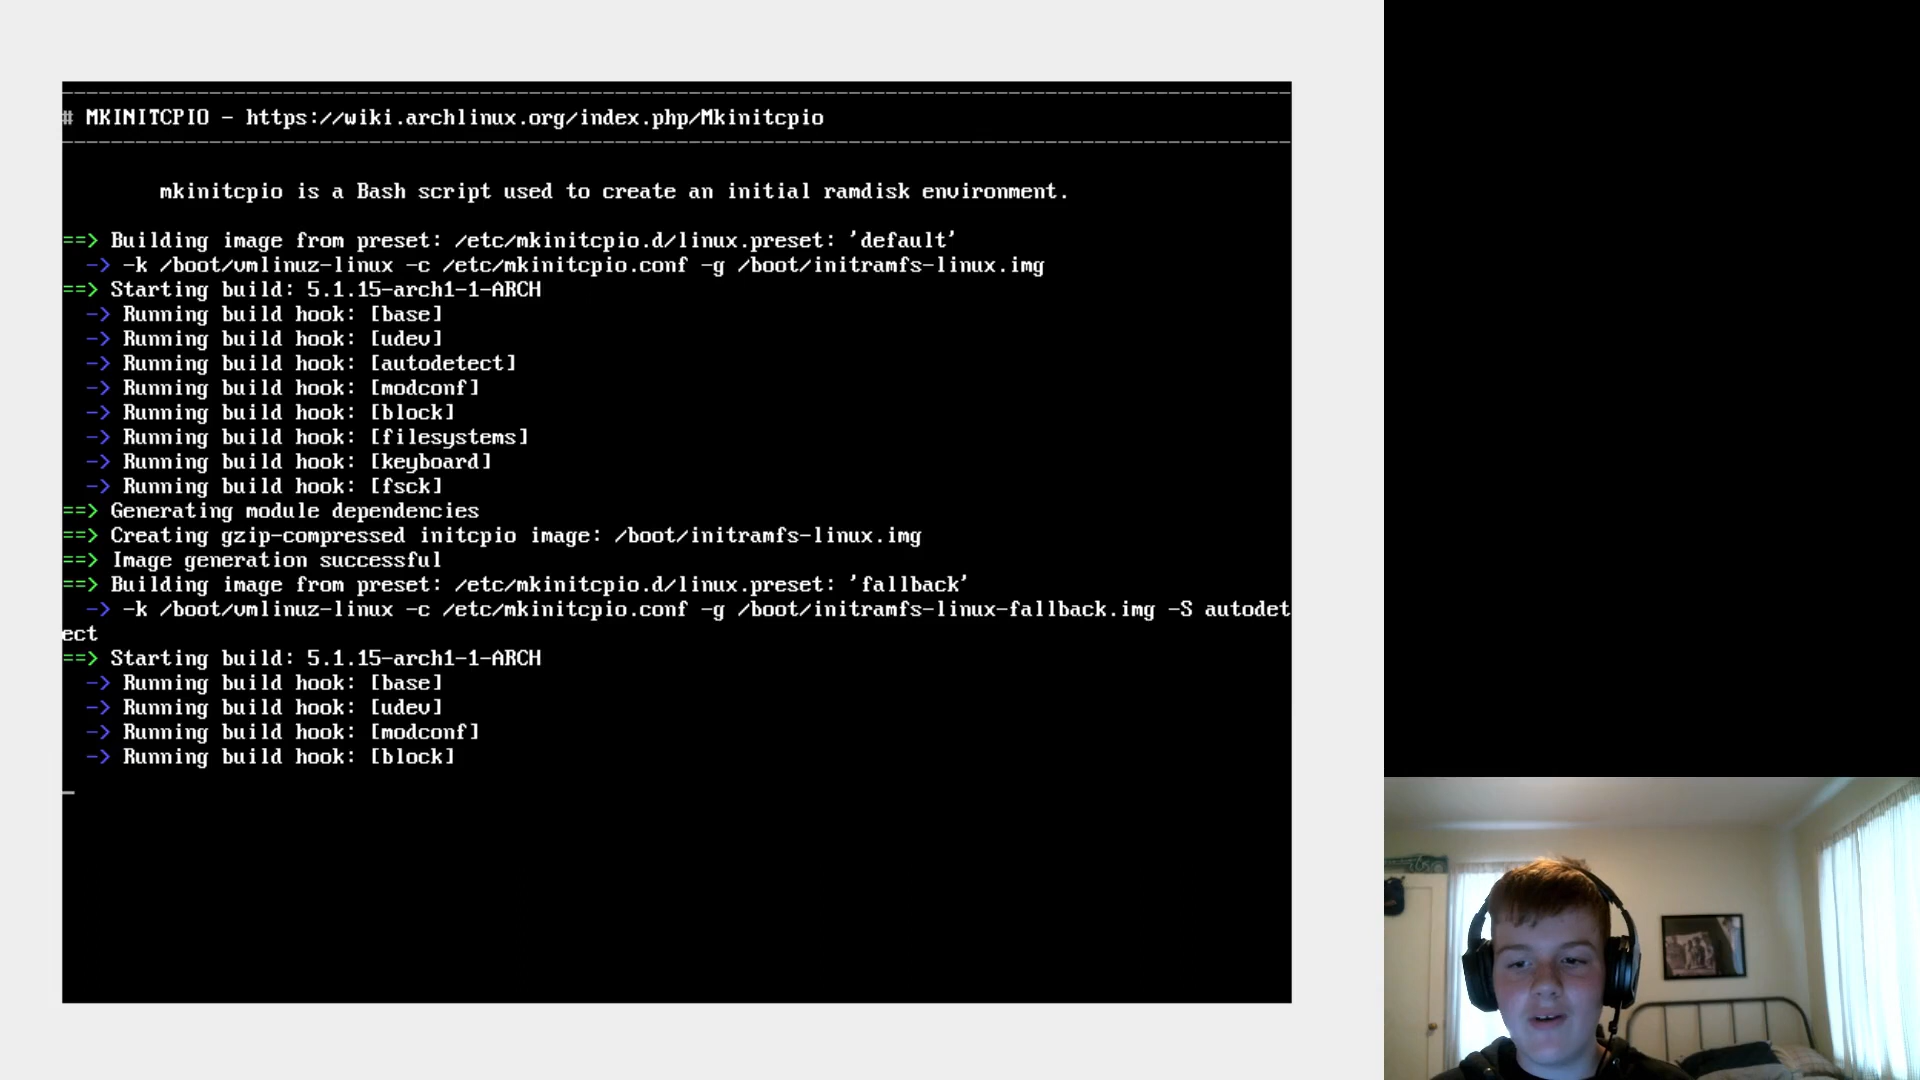 # MKINITCPIO - https://wiki.archlinux.org/index.php/Mkinitcpio
mkinitcpio is a Bash script used to create an initial ramdisk environment.
==> Building image from preset: /etc/mkinitcpio.d/linux.preset: 'default'
-> -k /boot/vmlinuz-linux -c /etc/mkinitcpio.conf -g /boot/initramfs-linux.img
==> Starting build: 5.1.15-arch1-1-ARCH
-> Running build hook: [base]
-> Running build hook: [udev]
-> Running build hook: [autodetect]
-> Running build hook: [modconf]
-> Running build hook: [block]
-> Running build hook: [filesystems]
-> Running build hook: [keyboard]
-> Running build hook: [fsck]
==> Generating module dependencies
==> Creating gzip-compressed initcpio image: /boot/initramfs-linux.img
==> Image generation successful
==> Building image from preset: /etc/mkinitcpio.d/linux.preset: 'fallback'
-> -k /boot/vmlinuz-linux -c /etc/mkinitcpio.conf -g /boot/initramfs-linux-fallback.img -S autodet
ect
==> Starting build: 5.1.15-arch1-1-ARCH
-> Running build hook: [base]
-> Running build hook: [udev]
-> Running build hook: [modconf]
-> Running build hook: [block]